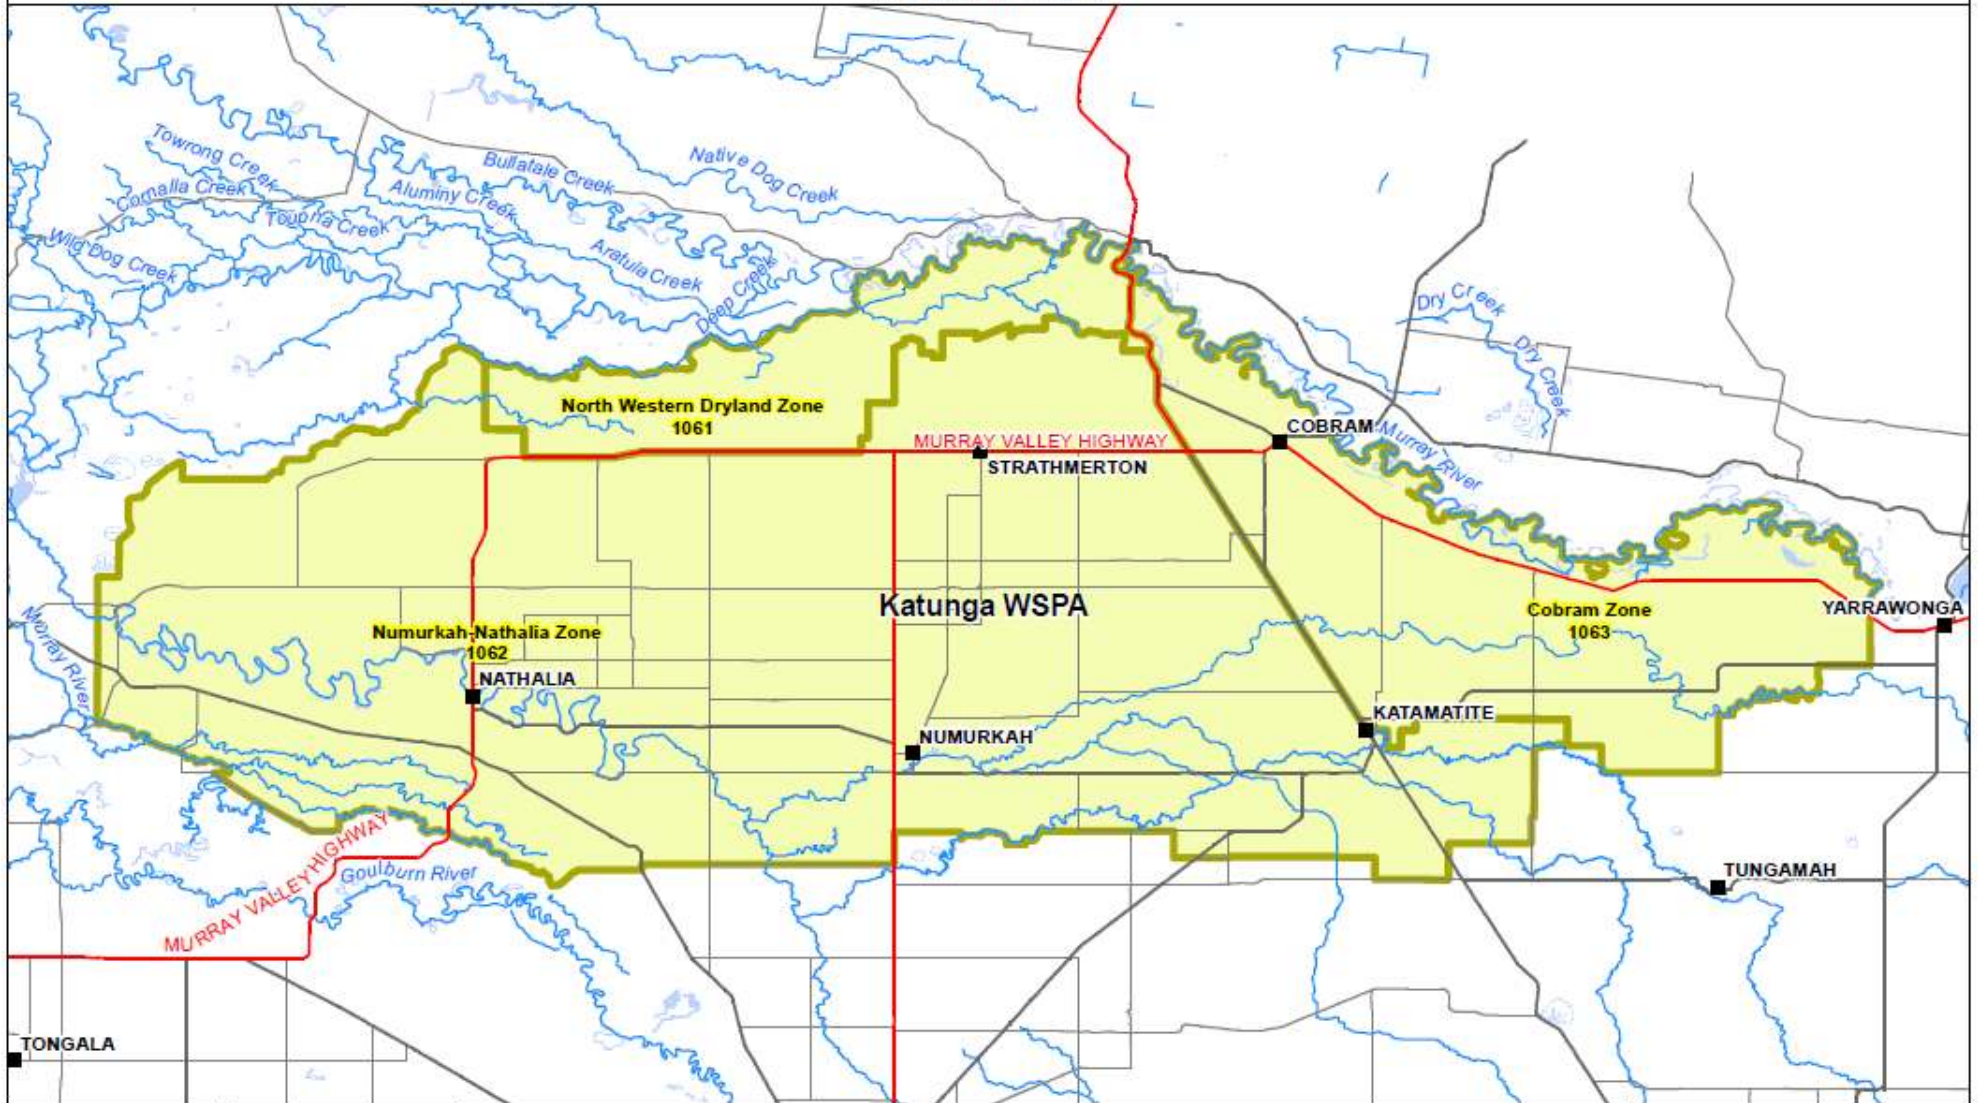 Towrong Creek
Cornalla Creek
Toupna Creek
Wild Dog Creek
Bullatale Creek
Aluminy Creek
Native Dog Creek
Aratula Creek
Deep Creek
Dry Creek
Dry Creek
North Western Dryland Zone
1061
MURRAY VALLEY HIGHWAY
STRATHMERTON
COBRAM
Murray River
Katunga WSPA
Numurkah-Nathalia Zone
1062
Cobram Zone
1063
YARRAWONGA
Murray River
NATHALIA
NUMURKAH
KATAMATITE
MURRAY VALLEY HIGHWAY
Goulburn River
TUNGAMAH
TONGALA